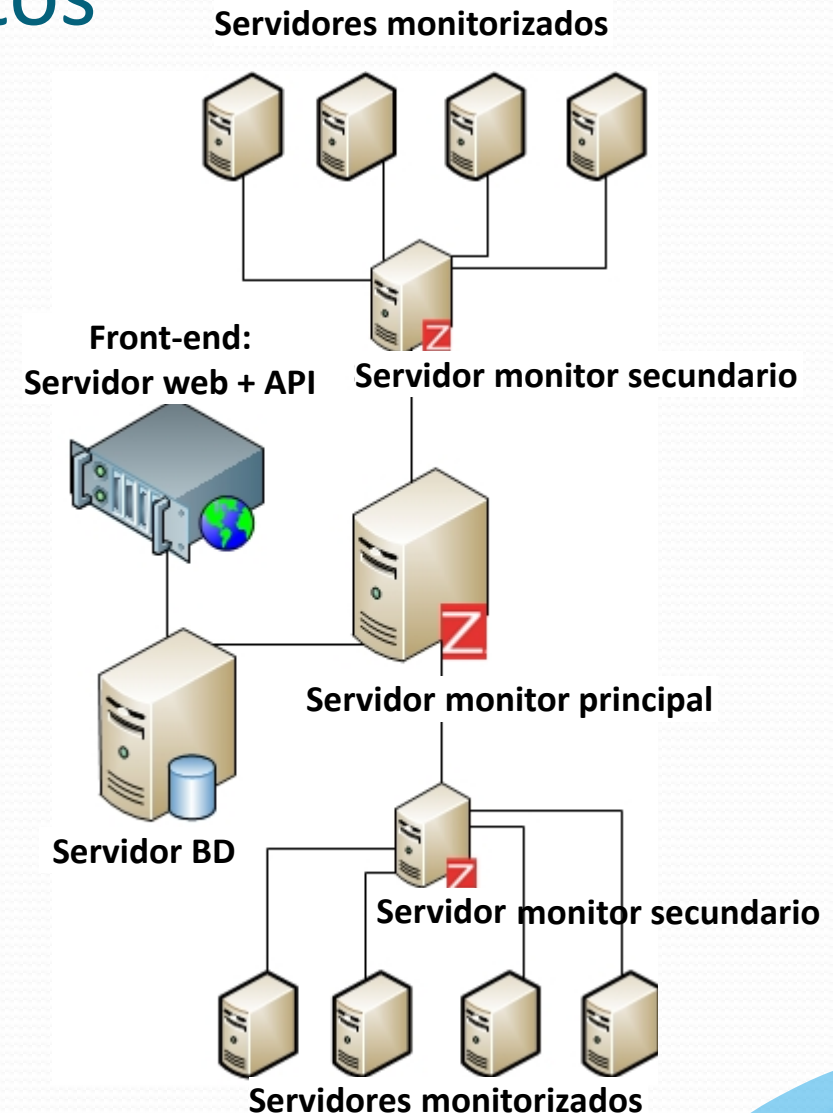 Servidores monitorizados
Front-end:
Servidor web + API
Z
Servidor monitor secundario
Z
Servidor monitor principal
Servidor BD
Z
Servidor monitor secundario
Servidores monitorizados